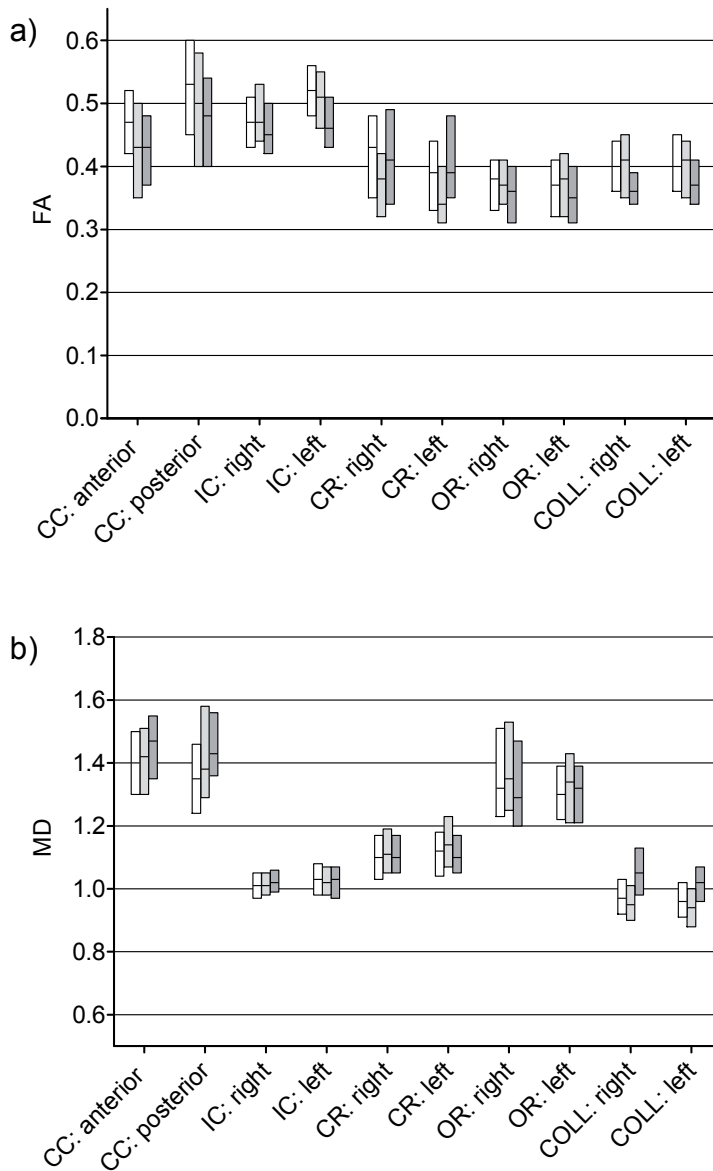 a)
0.6
0.5
0.4
0.3
0.2
0.1
0.0
FA
CC: anterior
CC: posterior
IC: right
IC: left
CR: right
CR: left
OR: right
OR: left
COLL: right
COLL: left
b)
1.8
1.6
1.4
1.2
1.0
0.8
0.6
MD
CC: anterior
CC: posterior
IC: right
IC: left
CR: right
CR: left
OR: right
OR: left
COLL: right
COLL: left